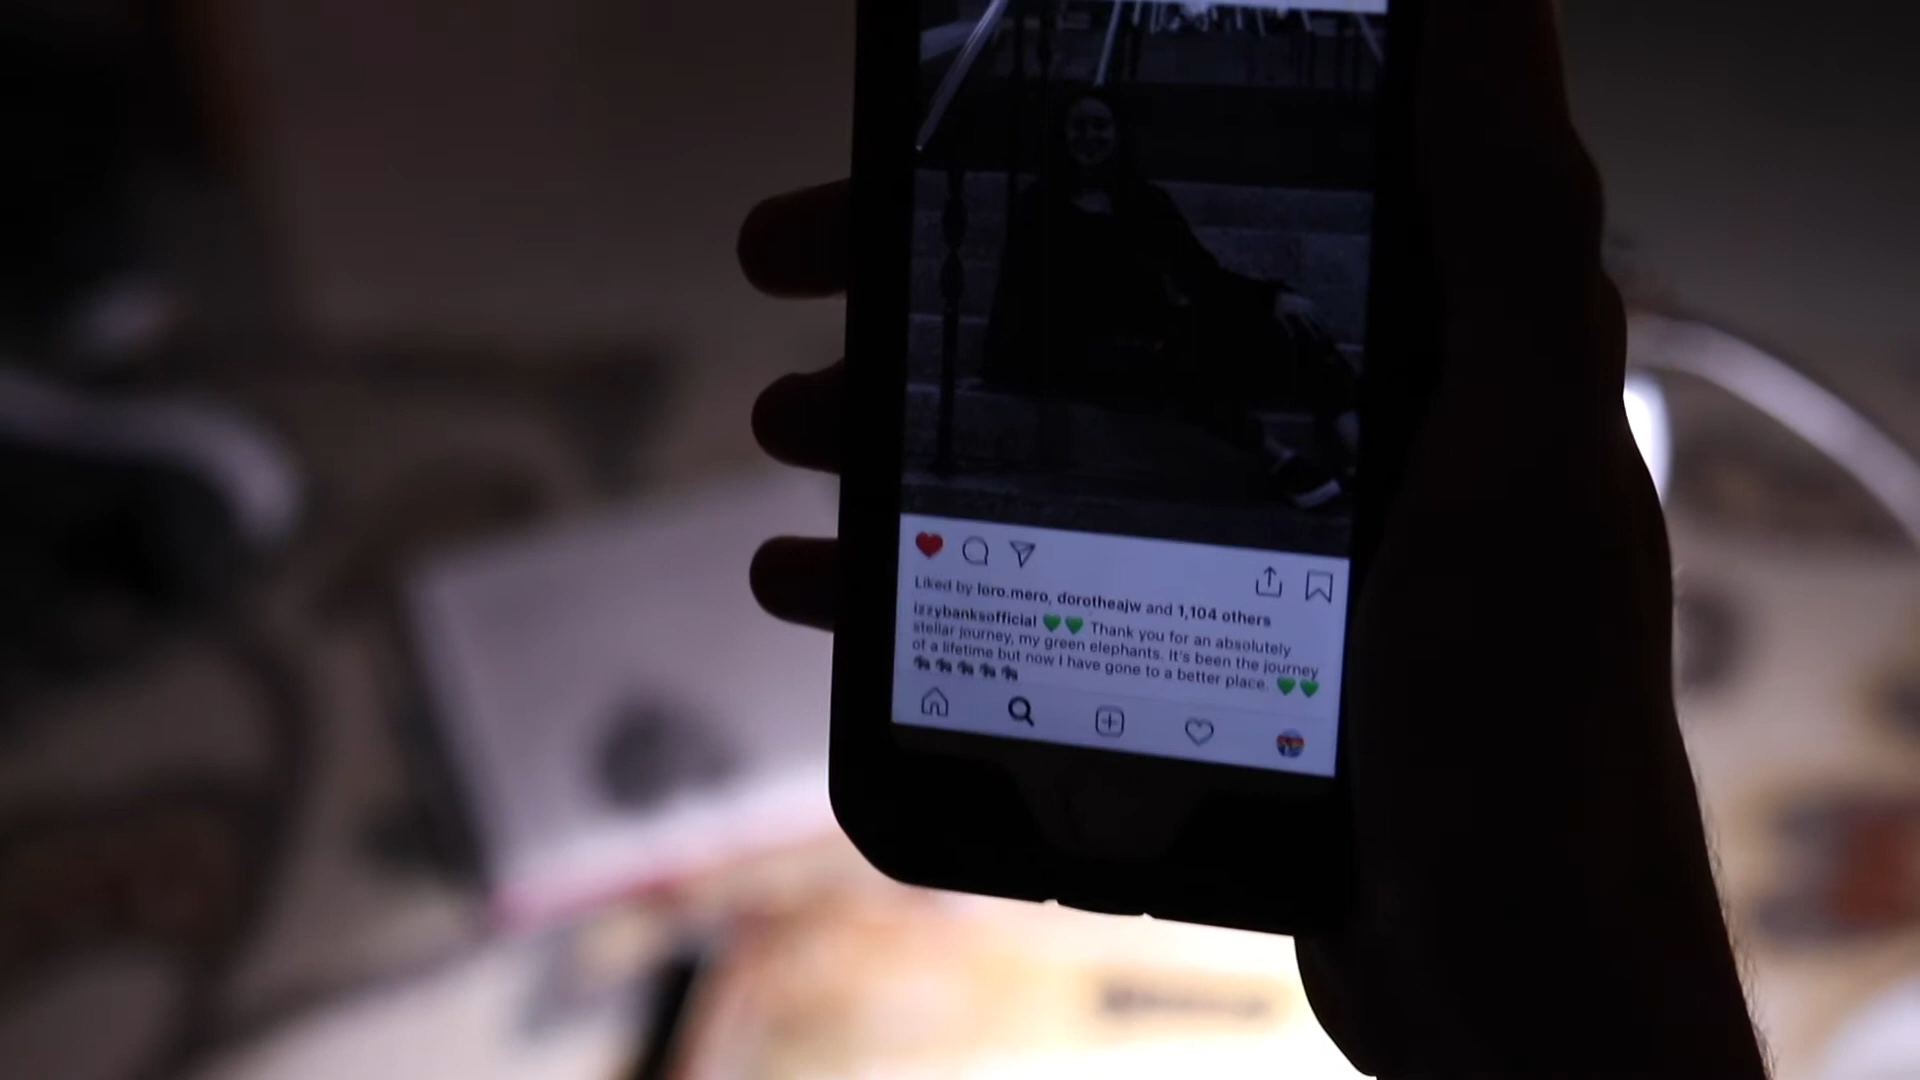 Liked by loro.mero, dorotheajw and 1,104 others
izzybanksofficial 💚💚 Thank you for an absolutely
stellar journey, my green elephants. It's been the journey
of a lifetime but now I have gone to a better place. 💚💚
🐘🐘🐘🐘🐘